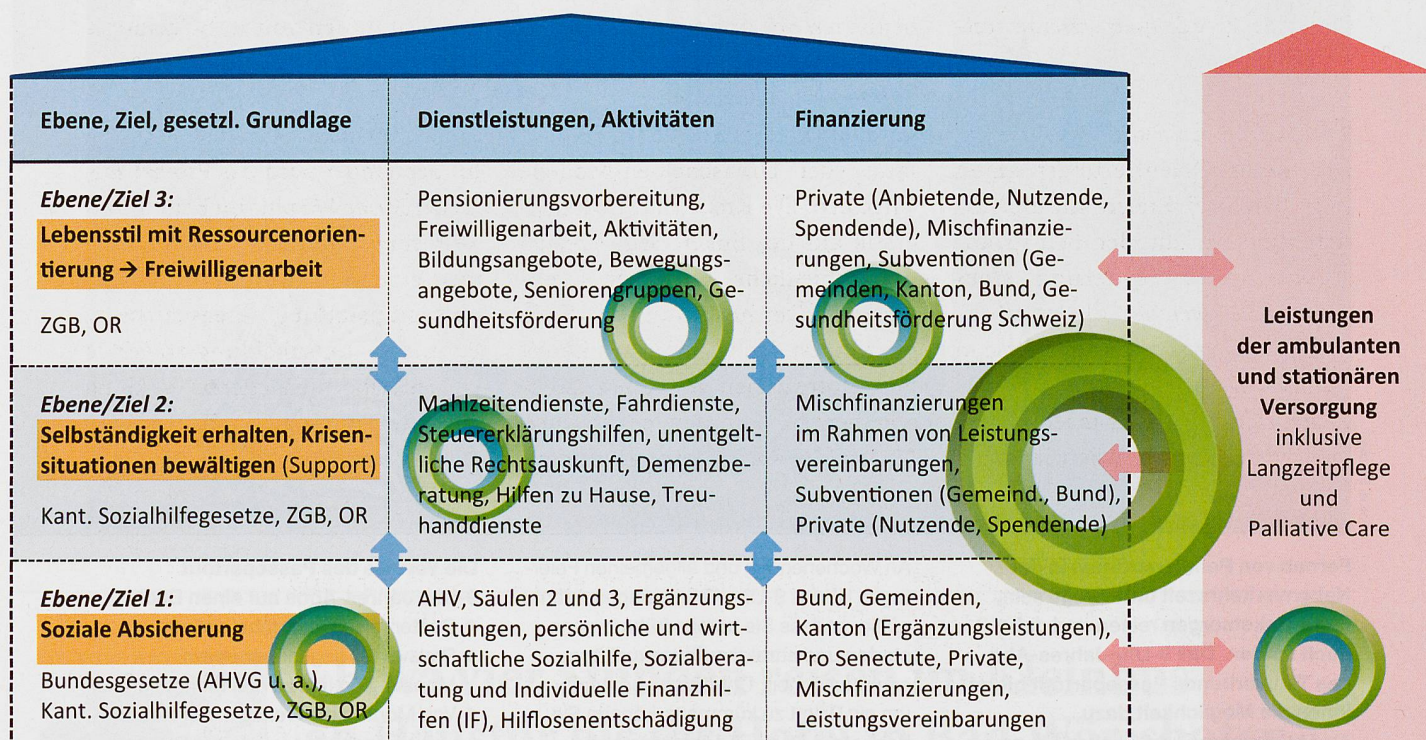 Ebene, Ziel, gesetzl. Grundlage
Dienstleistungen, Aktivitäten
Finanzierung
Ebene/Ziel 3:
Lebensstil mit Ressourcenorien-
tierung → Freiwilligenarbeit
ZGB, OR
Pensionierungsvorbereitung,
Freiwilligenarbeit, Aktivitäten,
Bildungsangebote, Bewegungs-
angebote, Seniorengruppen, Ge-
sundheitsförderung
Private (Anbietende, Nutzende,
Spendende), Mischfinanzie-
rungen, Subventionen (Ge-
meinden, Kanton, Bund, Ge-
sundheitsförderung Schweiz)
Ebene/Ziel 2:
Selbständigkeit erhalten, Krisen-
situationen bewältigen (Support)
Kant. Sozialhilfegesetze, ZGB, OR
Mahlzeitendienste, Fahrdienste,
Steuererklärungshilfen, unentgelt-
liche Rechtsauskunft, Demenzbe-
ratung, Hilfen zu Hause, Treu-
handdienste
Mischfinanzierungen
im Rahmen von Leistungs-
vereinbarungen,
Subventionen (Gemeind., Bund),
Private (Nutzende, Spendende)
Ebene/Ziel 1:
Soziale Absicherung
Bundesgesetze (AHVG u. a.),
Kant. Sozialhilfegesetze, ZGB, OR
AHV, Säulen 2 und 3, Ergänzungs-
leistungen, persönliche und wirt-
schaftliche Sozialhilfe, Sozialbera-
tung und Individuelle Finanzhil-
fen (IF), Hilflosenentschädigung
Bund, Gemeinden,
Kanton (Ergänzungsleistungen),
Pro Senectute, Private,
Mischfinanzierungen,
Leistungsvereinbarungen
Leistungen
der ambulanten
und stationären
Versorgung
inklusive
Langzeitpflege
und
Palliative Care